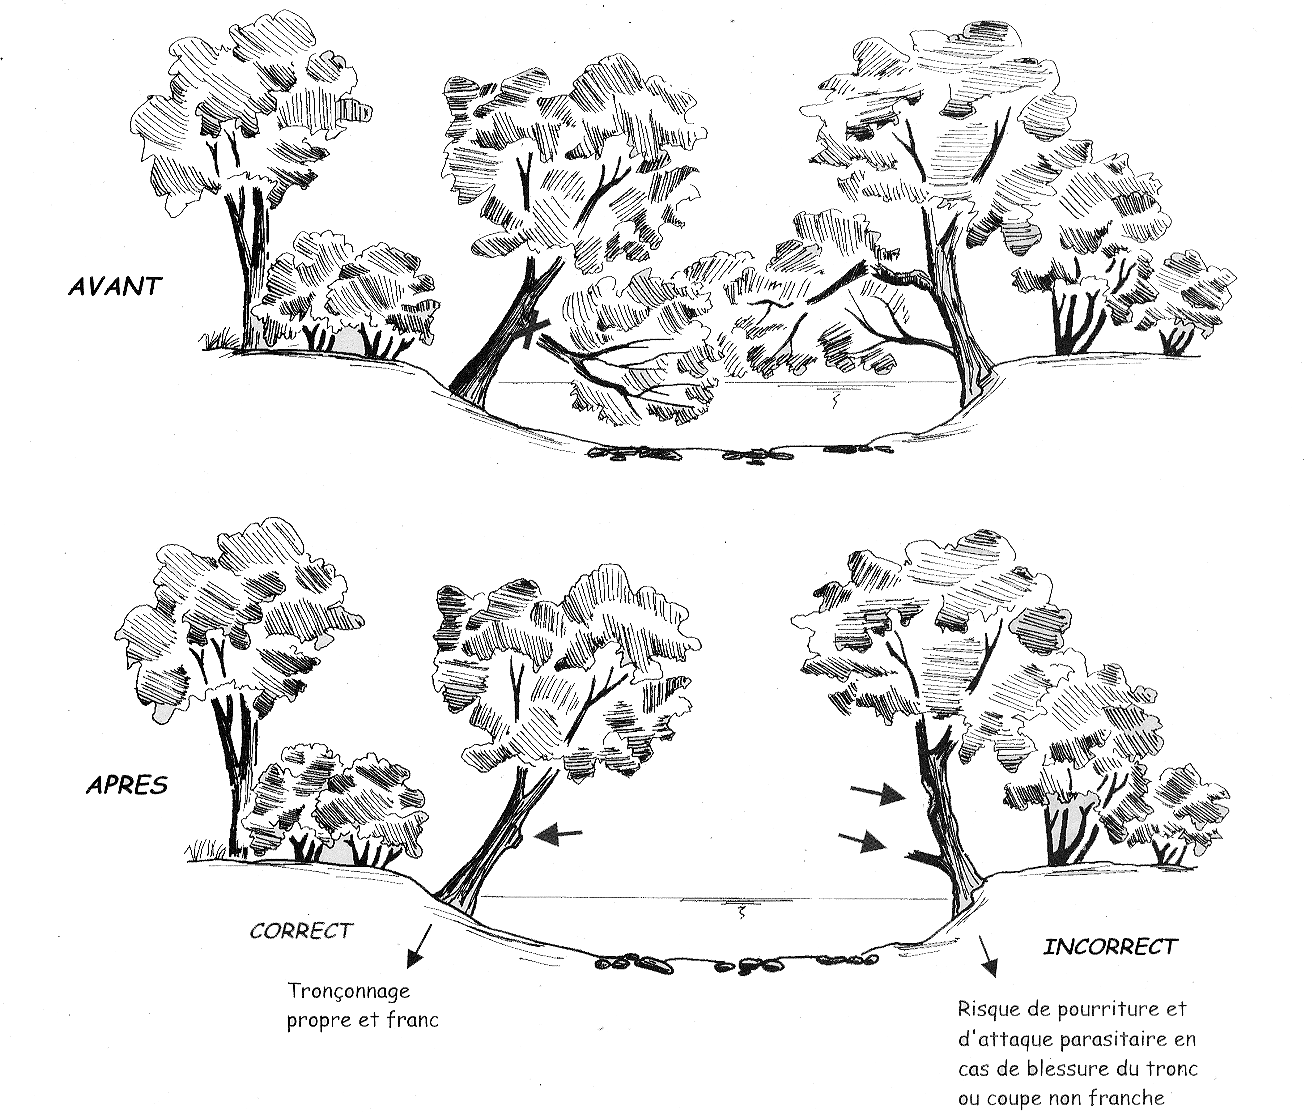 AVANT
APRES
CORRECT
INCORRECT
Tronçonnage
propre et franc
Risque de pourriture et
d'attaque parasitaire en
cas de blessure du tronc
ou coupe non franche